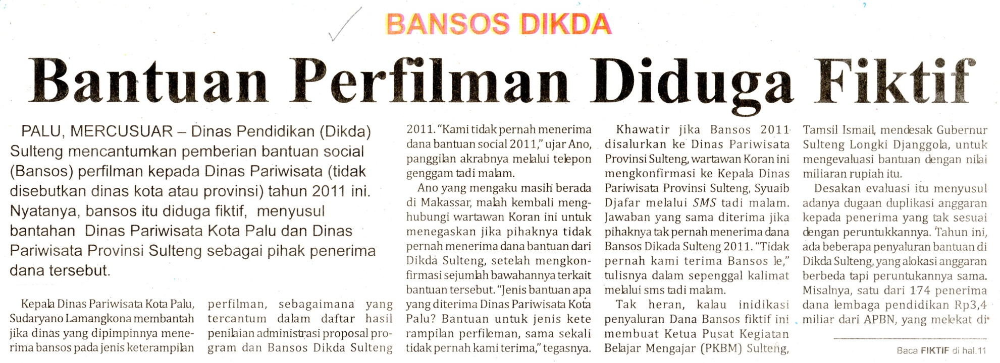 BANSOS DIKDA
Bantuan Perfilman Diduga Fiktif
PALU, MERCUSUAR – Dinas Pendidikan (Dikda)
Sulteng mencantumkan pemberian bantuan social
(Bansos) perfilman kepada Dinas Pariwisata (tidak
disebutkan dinas kota atau provinsi) tahun 2011 ini.
Nyatanya, bansos itu diduga fiktif, menyusul
bantahan Dinas Pariwisata Kota Palu dan Dinas
Pariwisata Provinsi Sulteng sebagai pihak penerima
dana tersebut.
Kepala Dinas Pariwisata Kota Palu,
Sudaryano Lamangkona membantah
jika dinas yang dipimpinnya mene-
rima bansos pada jenis keterampilan
perfilman, sebagaimana yang
tercantum dalam daftar hasil
penilaian administrasi proposal pro-
gram dan Bansos Dikda Sulteng
2011. “Kami tidak pernah menerima
dana bantuan social 2011,” ujar Ano,
panggilan akrabnya melalui telepon
genggam tadi malam.
Ano yang mengaku masih berada
di Makassar, malah kembali meng-
hubungi wartawan Koran ini untuk
menegaskan jika pihaknya tidak
pernah menerima dana bantuan dari
Dikda Sulteng, setelah mengkon-
firmasi sejumlah bawahannya terkait
bantuan tersebut. “Jenis bantuan apa
yang diterima Dinas Pariwisata Kota
Palu? Bantuan untuk jenis kete
rampilan perfileman, sama sekali
tidak pernah kami terima,” tegasnya.
Khawatir jika Bansos 2011
disalurkan ke Dinas Pariwisata
Provinsi Sulteng, wartawan Koran ini
mengkonfirmasi ke Kepala Dinas
Pariwisata Provinsi Sulteng, Syuaib
Djafar melalui SMS tadi malam.
Jawaban yang sama diterima jika
pihaknya tak pernah menerima dana
Bansos Dikada Sulteng 2011. “Tidak
pernah kami terima Bansos le,”
tulisnya dalam sepenggal kalimat
melalui sms tadi malam.
Tak heran, kalau inidikasi
penyaluran Dana Bansos fiktif ini
membuat Ketua Pusat Kegiatan
Belajar Mengajar (PKBM) Sulteng,
Tamsil Ismail, mendesak Gubernur
Sulteng Longki Djanggola, untuk
mengevaluasi bantuan dengan nilai
miliaran rupiah itu.
Desakan evaluasi itu menyusul
adanya dugaan duplikasi anggaran
kepada penerima yang tak sesuai
dengan peruntukkannya. Tahun ini,
ada beberapa penyaluran bantuan di
Dikda Sulteng, yang alokasi anggaran
berbeda tapi peruntukannya sama.
Misalnya, satu dari 174 penerima
dana lembaga pendidikan Rp3,4
miliar dari APBN, yang melekat di
Baca FIKTIF di hal.11